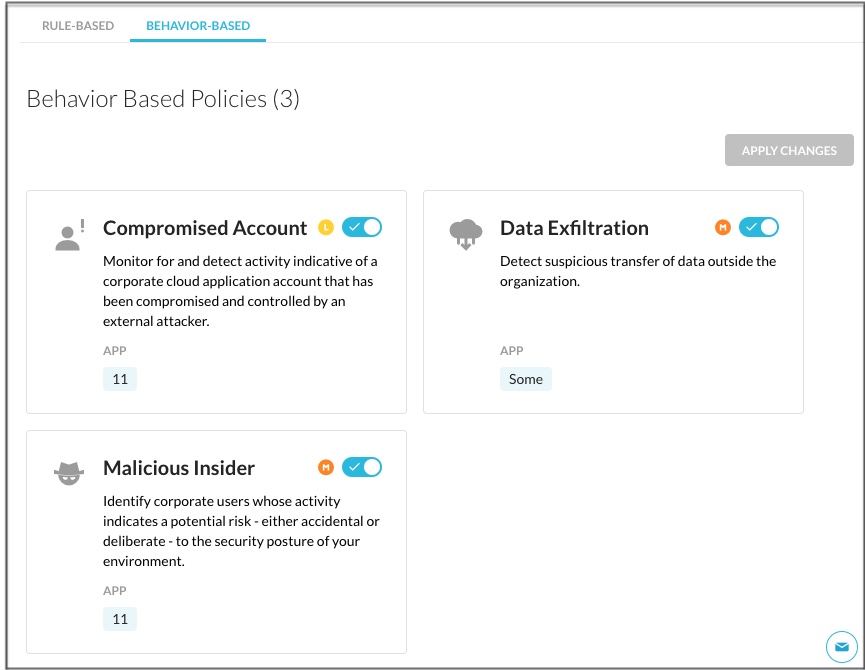 RULE-BASED BEHAVIOR-BASED
Behavior Based Policies (3)
APPLY CHANGES
Compromised Account L
Monitor for and detect activity indicative of a
corporate cloud application account that has
been compromised and controlled by an
external attacker.
APP
11
Data Exfiltration M
Detect suspicious transfer of data outside the
organization.
APP
Some
Malicious Insider M
Identify corporate users whose activity
indicates a potential risk - either accidental or
deliberate - to the security posture of your
environment.
APP
11